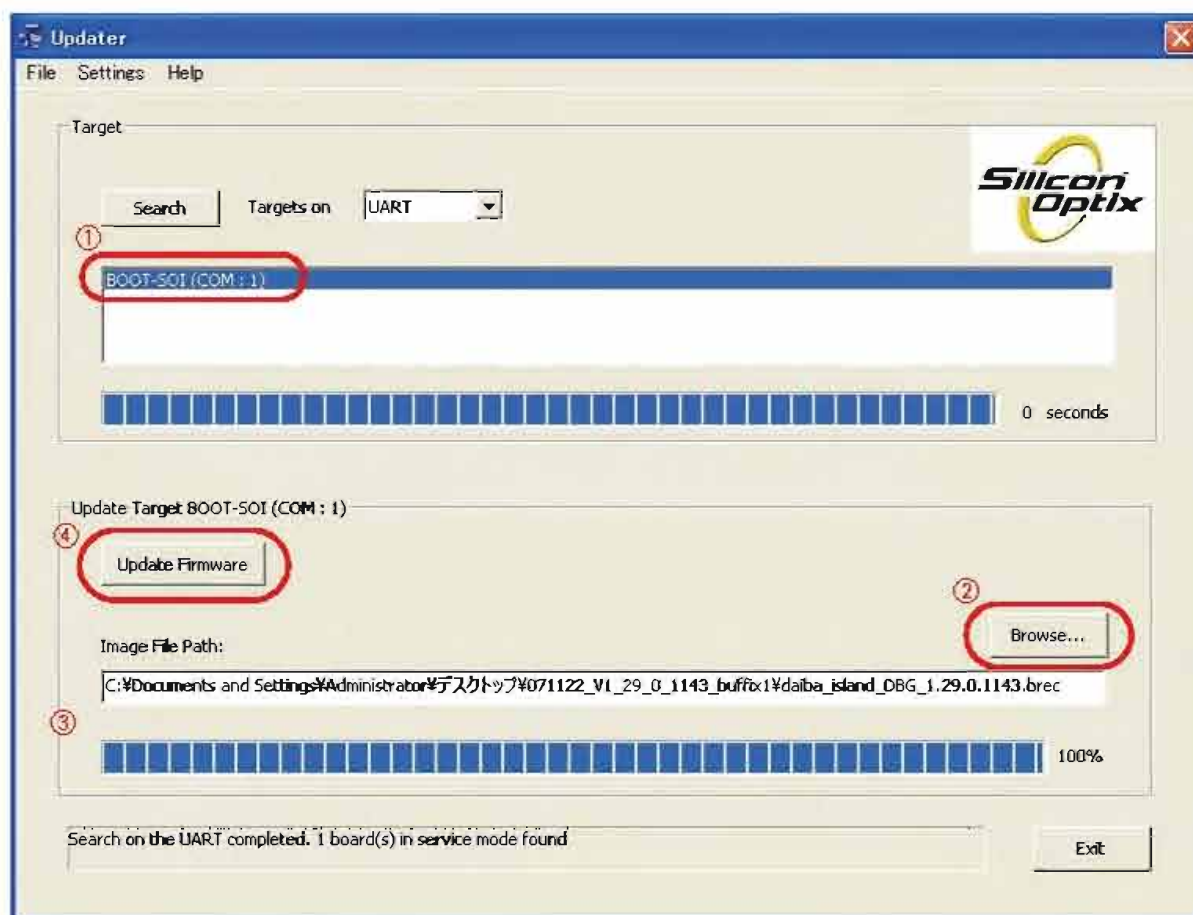 Updater
File Settings Help
Target
Silicon
Optix
Search Targets on UART
①
BOOT-SOI (COM : 1)
0 seconds
Update Target BOOT-SOI (COM : 1)
④
Update Firmware
②
Browse...
Image File Path:
C:¥Documents and Settings¥Administrator¥デスクトップ¥071122_V1_29_0_1143_buffix1¥daiba_island_DBG_1.29.0.1143.brec
③
100%
Search on the UART completed. 1 board(s) in service mode found
Exit